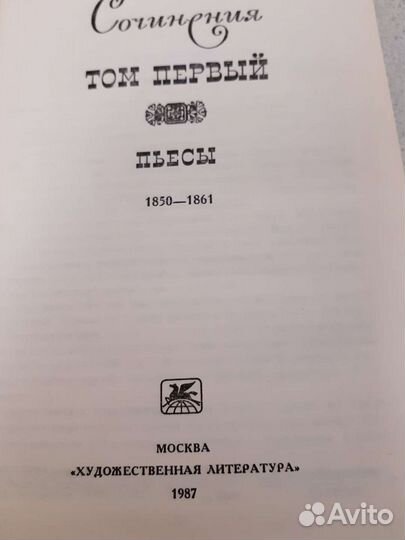 Сочинения
ТОМ ПЕРВЫЙ
ПЬЕСЫ
1850—1861
МОСКВА
«ХУДОЖЕСТВЕННАЯ ЛИТЕРАТУРА»
1987
Avito